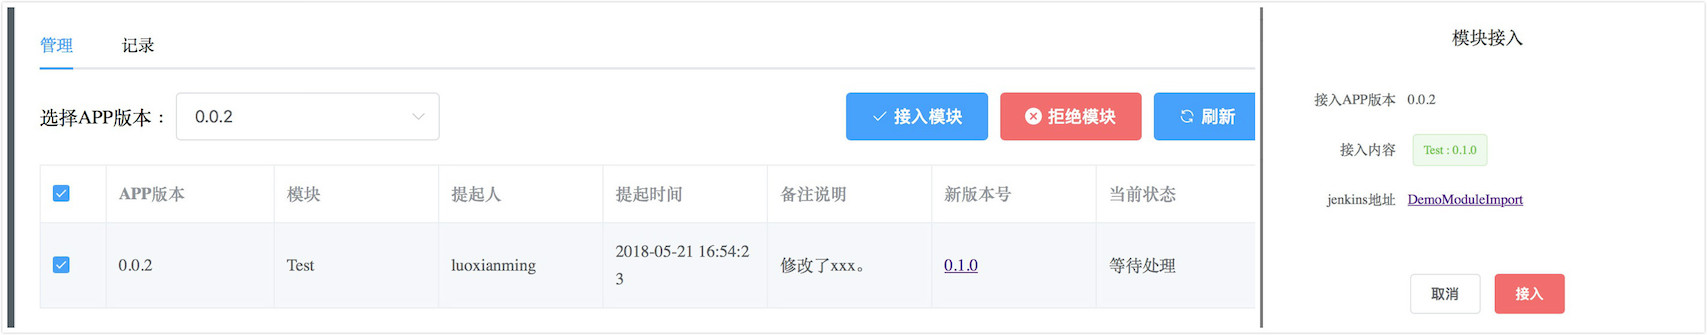 管理 记录
选择APP版本： 0.0.2 接入模块 拒绝模块 刷新
APP版本 模块 提起人 提起时间 备注说明 新版本号 当前状态
0.0.2 Test luoxianming 2018-05-21 16:54:2
3 修改了xxx。 0.1.0 等待处理
模块接入
接入APP版本 0.0.2
接入内容 Test : 0.1.0
jenkins地址 DemoModuleImport
取消 接入